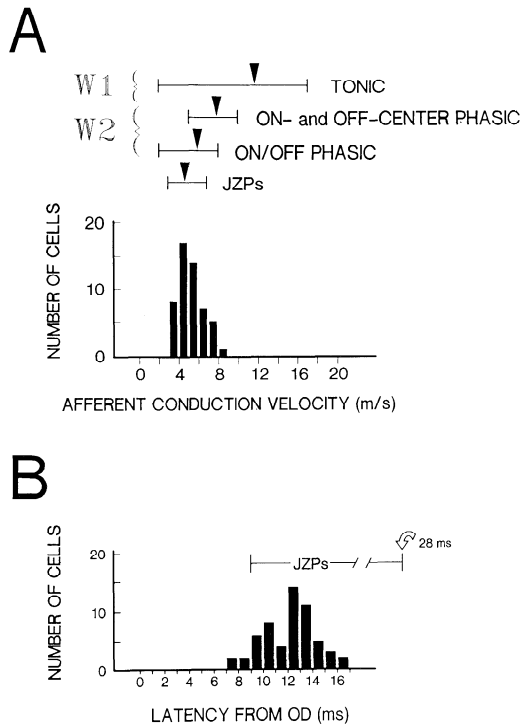 A
W1
TONIC
W2
ON- and OFF-CENTER PHASIC
ON/OFF PHASIC
JZPs
NUMBER OF CELLS
20
10
0
0 4 8 12 16 20
AFFERENT CONDUCTION VELOCITY (m/s)
B
28 ms
JZPs
NUMBER OF CELLS
20
10
0
0 2 4 6 8 10 12 14 16
LATENCY FROM OD (ms)